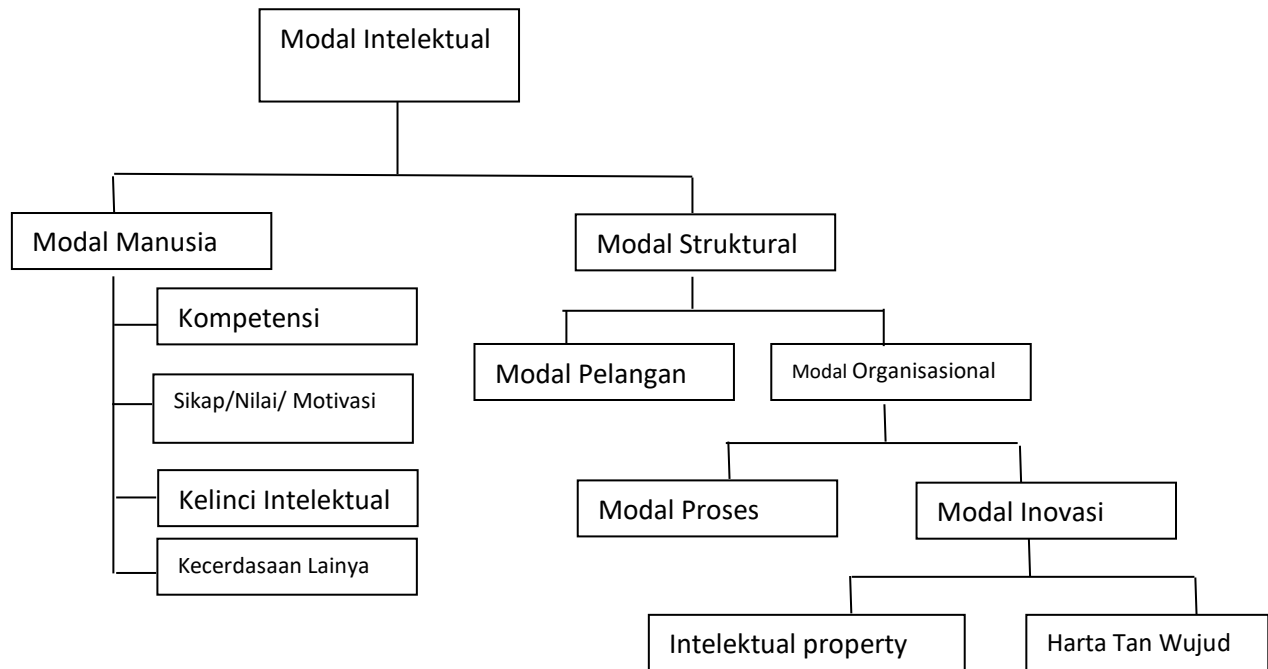 Modal Intelektual
Modal Manusia
Modal Struktural
Kompetensi
Modal Pelangan
Modal Organisasional
Sikap/Nilai/ Motivasi
Kelinci Intelektual
Modal Proses
Modal Inovasi
Kecerdasaan Lainya
Intelektual property
Harta Tan Wujud